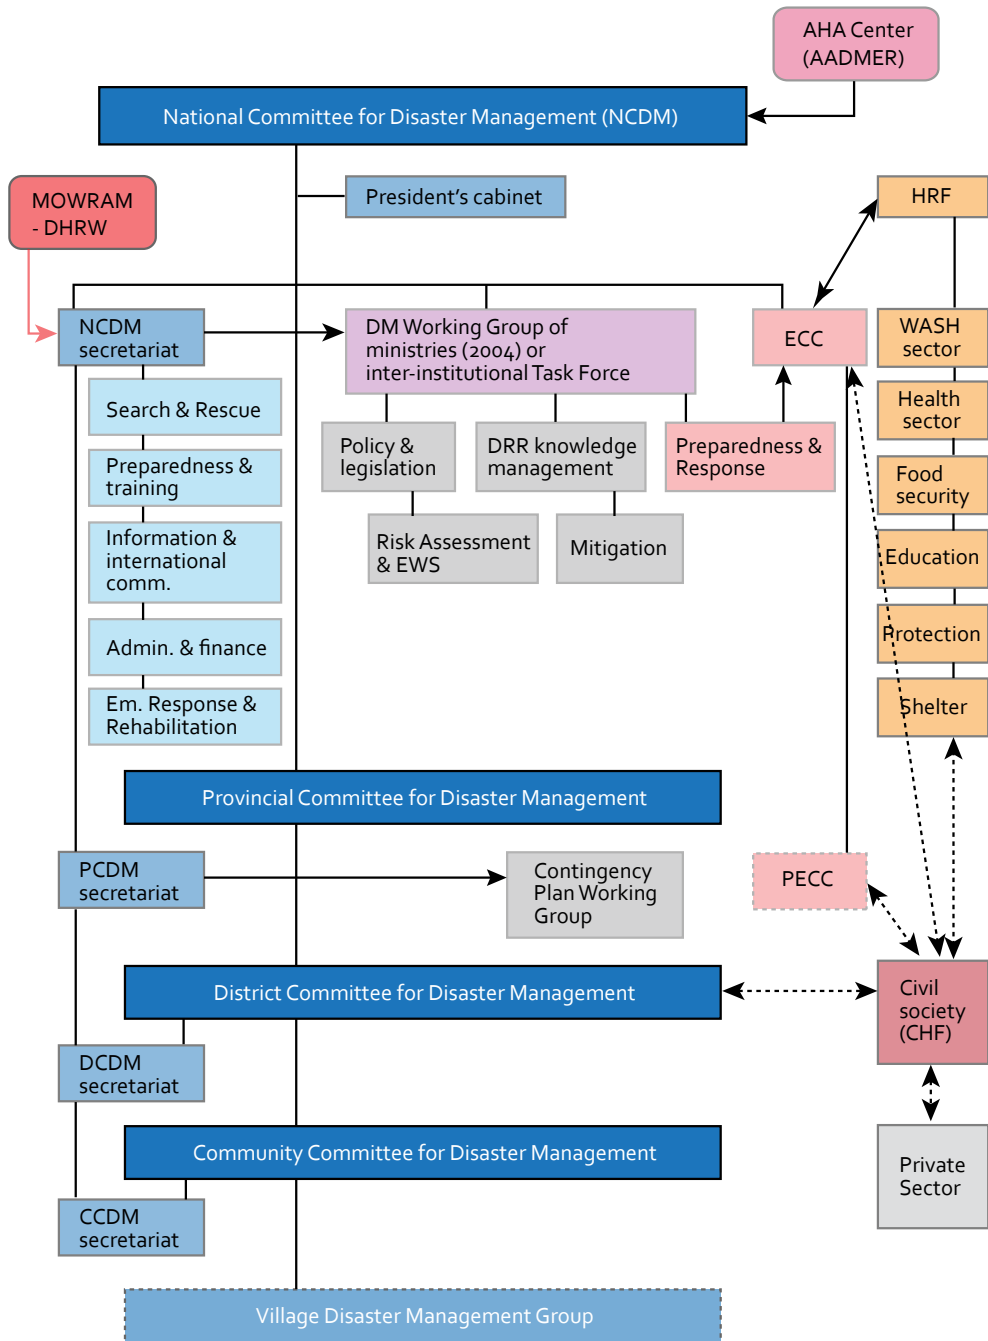 AHA Center
(AADMER)
National Committee for Disaster Management (NCDM)
President's cabinet
MOWRAM
- DHRW
HRF
NCDM
secretariat
DM Working Group of
ministries (2004) or
inter-institutional Task Force
ECC
WASH
sector
Search & Rescue
Health
sector
Policy &
legislation
DRR knowledge
management
Preparedness &
Response
Preparedness &
training
Food
security
Information &
international
comm.
Risk Assessment
& EWS
Mitigation
Education
Admin. & finance
Protection
Em. Response &
Rehabilitation
Shelter
Provincial Committee for Disaster Management
PCDM
secretariat
Contingency
Plan Working
Group
PECC
District Committee for Disaster Management
Civil
society
(CHF)
DCDM
secretariat
Community Committee for Disaster Management
Private
Sector
CCDM
secretariat
Village Disaster Management Group